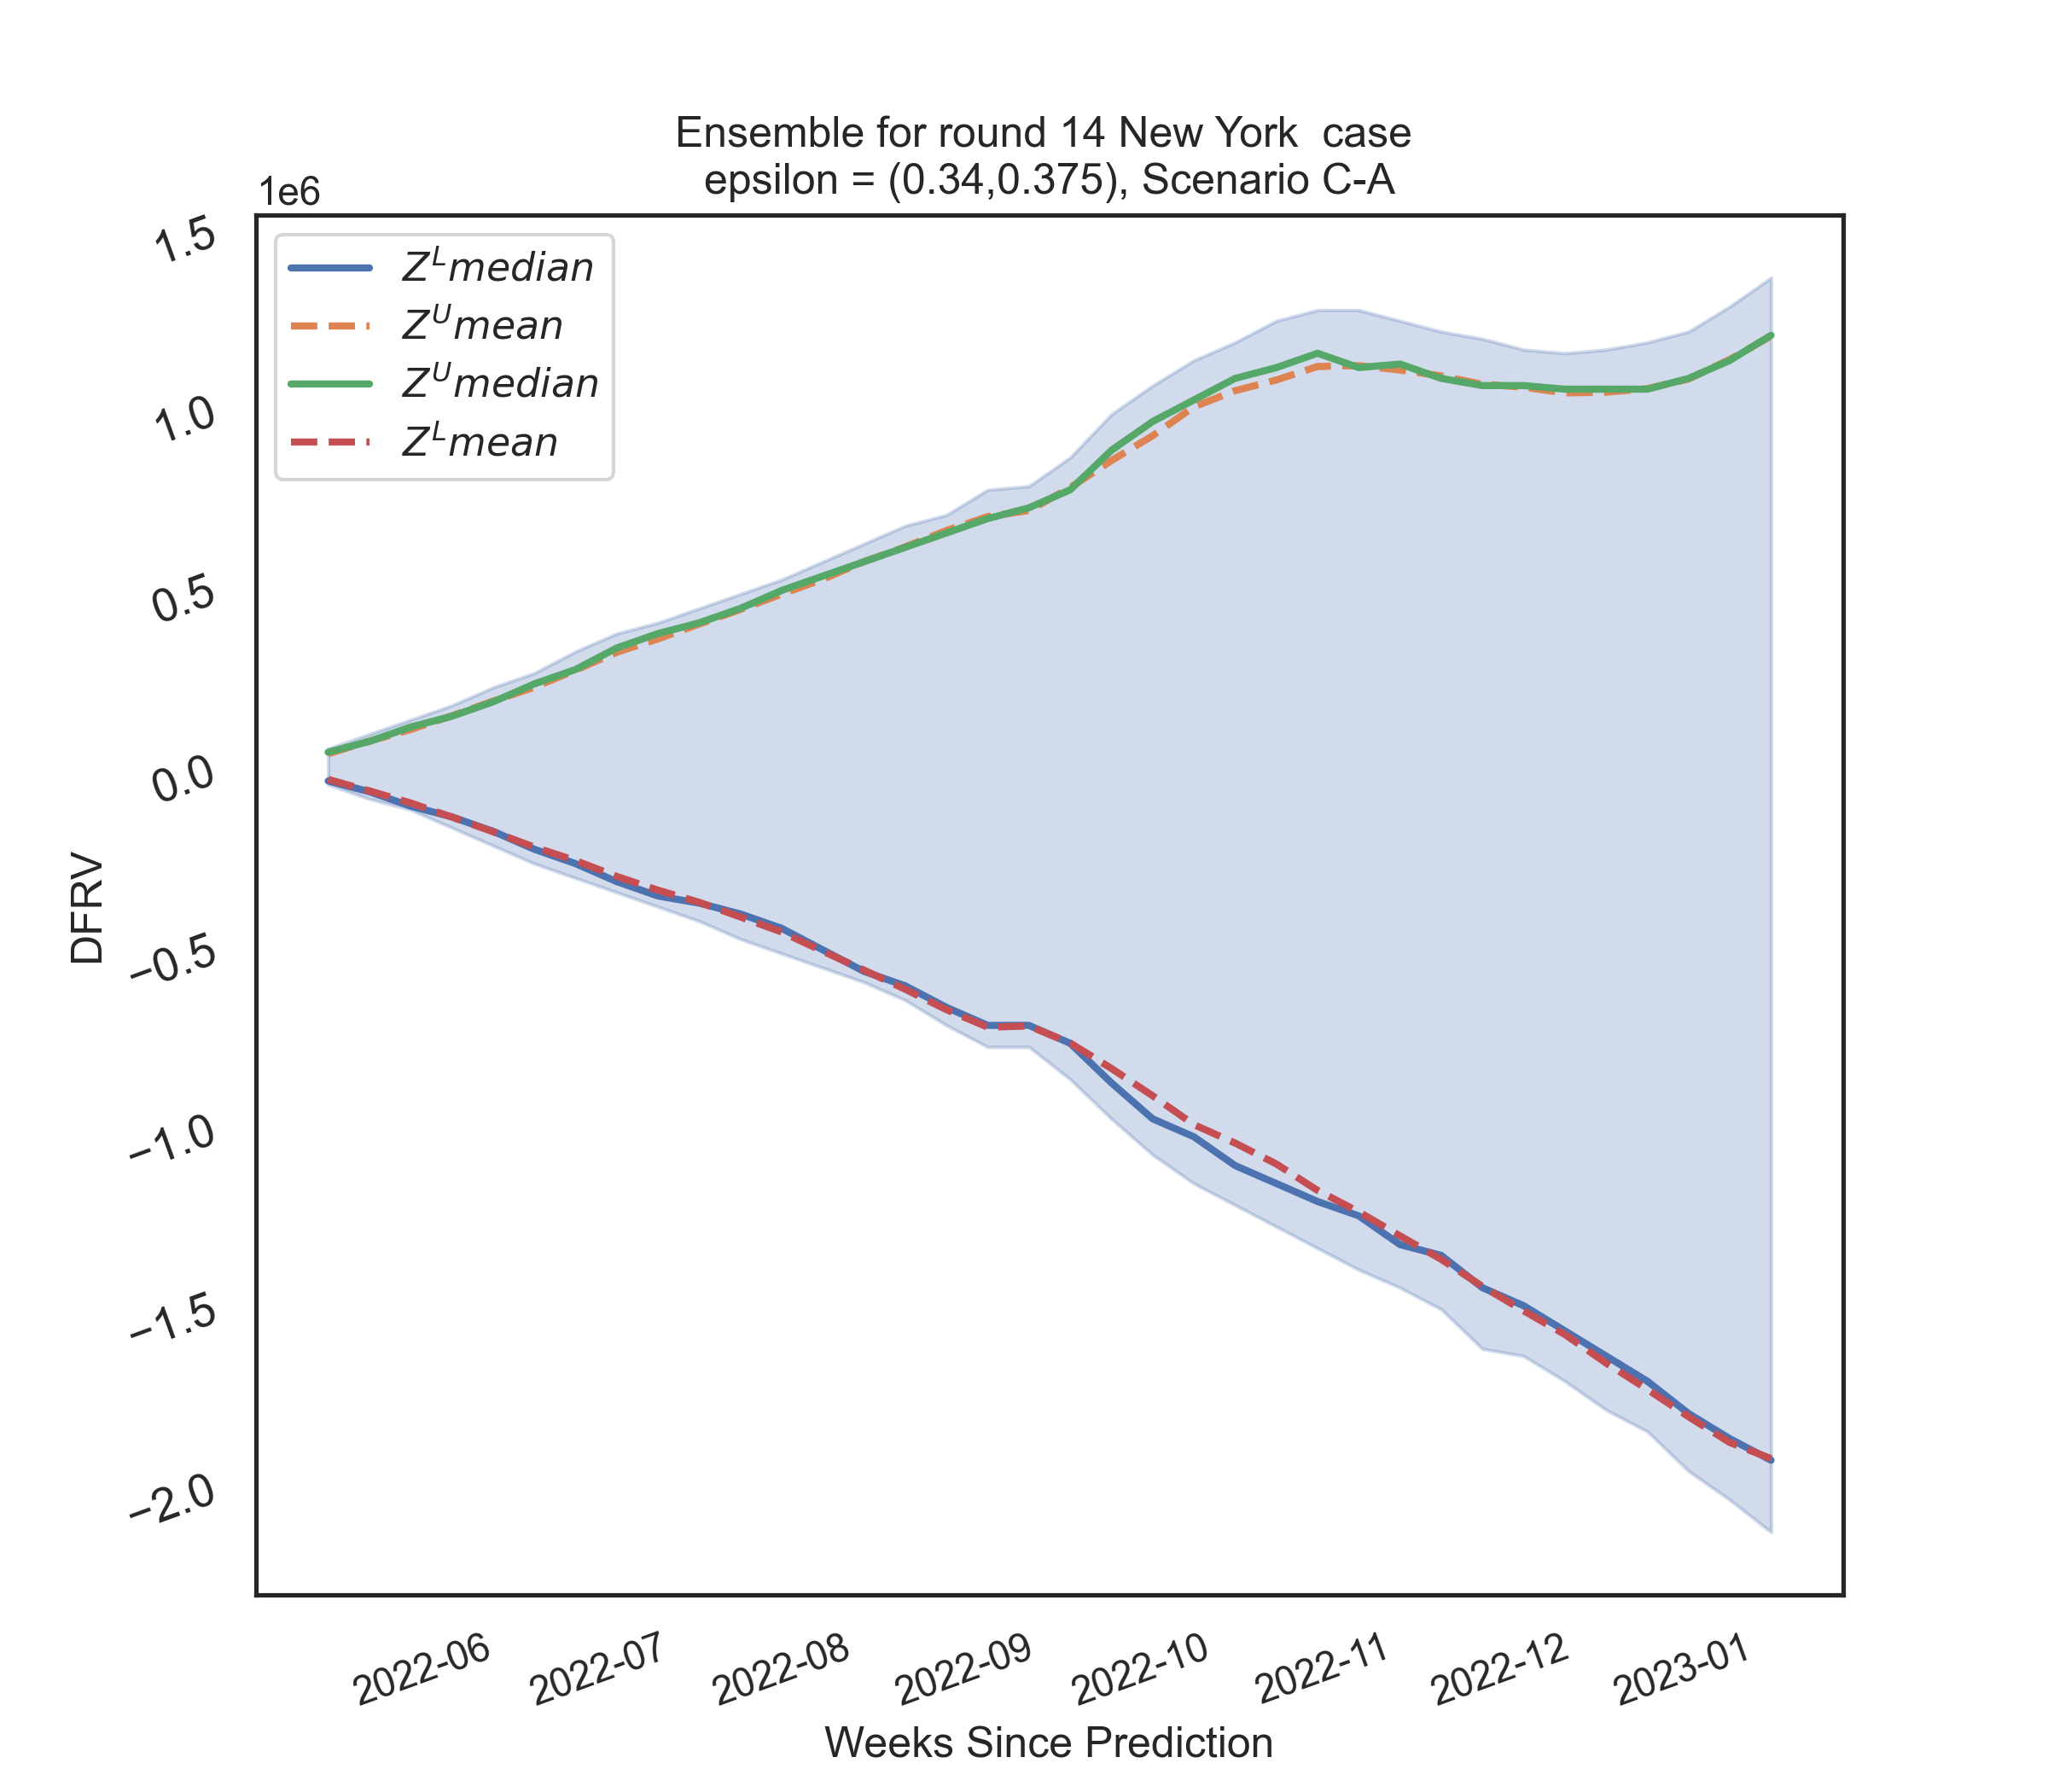 Ensemble for round 14 New York  case
epsilon = (0.34,0.375), Scenario C-A
1e6
1.5
1.0
0.5
0.0
−0.5
−1.0
−1.5
−2.0
DFRV
Z^L median
Z^U mean
Z^U median
Z^L mean
2022-06 2022-07 2022-08 2022-09 2022-10 2022-11 2022-12 2023-01
Weeks Since Prediction